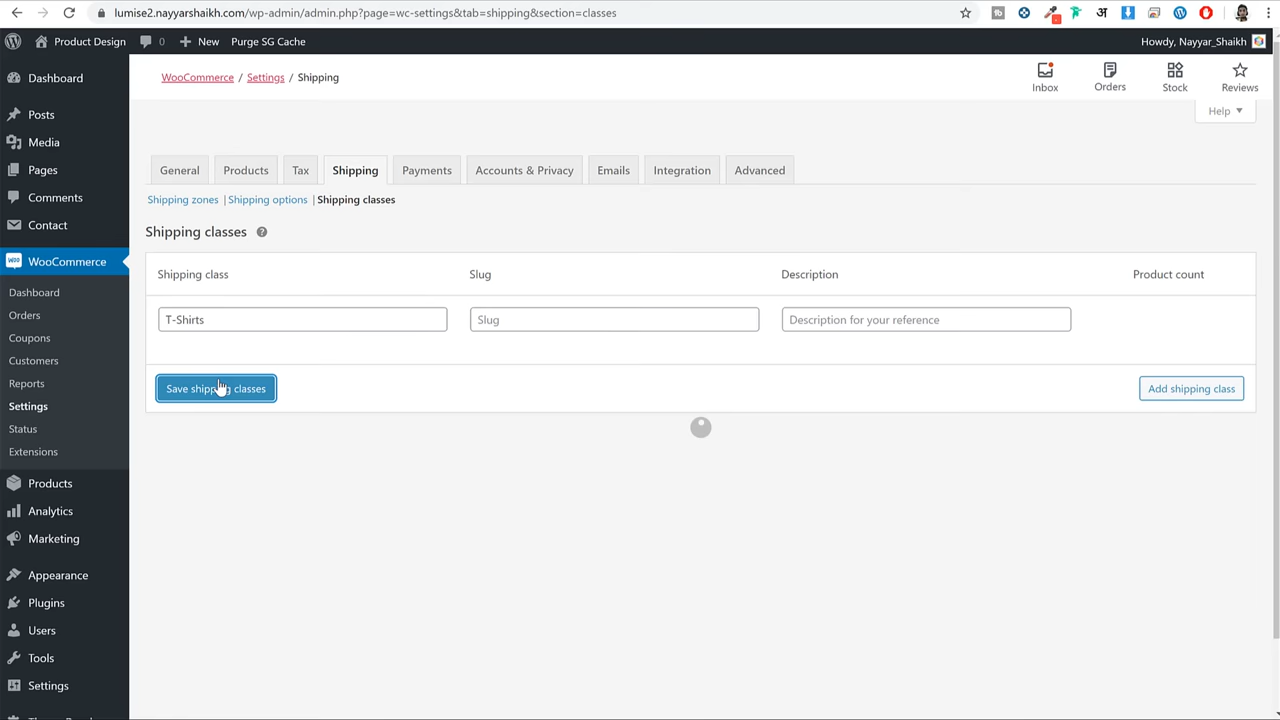 lumise2.nayyarshaikh.com/wp-admin/admin.php?page=wc-settings&tab=shipping&section=classes
Product Design 0 New Purge SG Cache Howdy, Nayyar_Shaikh
WooCommerce / Settings / Shipping
Inbox Orders Stock Reviews
Help
Dashboard
Posts
Media
Pages
Comments
Contact
WooCommerce
Dashboard
Orders
Coupons
Customers
Reports
Settings
Status
Extensions
Products
Analytics
Marketing
Appearance
Plugins
Users
Tools
Settings
General Products Tax Shipping Payments Accounts & Privacy Emails Integration Advanced
Shipping zones | Shipping options | Shipping classes
Shipping classes ?
Shipping class Slug Description Product count
T-Shirts Slug Description for your reference
Save shipping classes Add shipping class